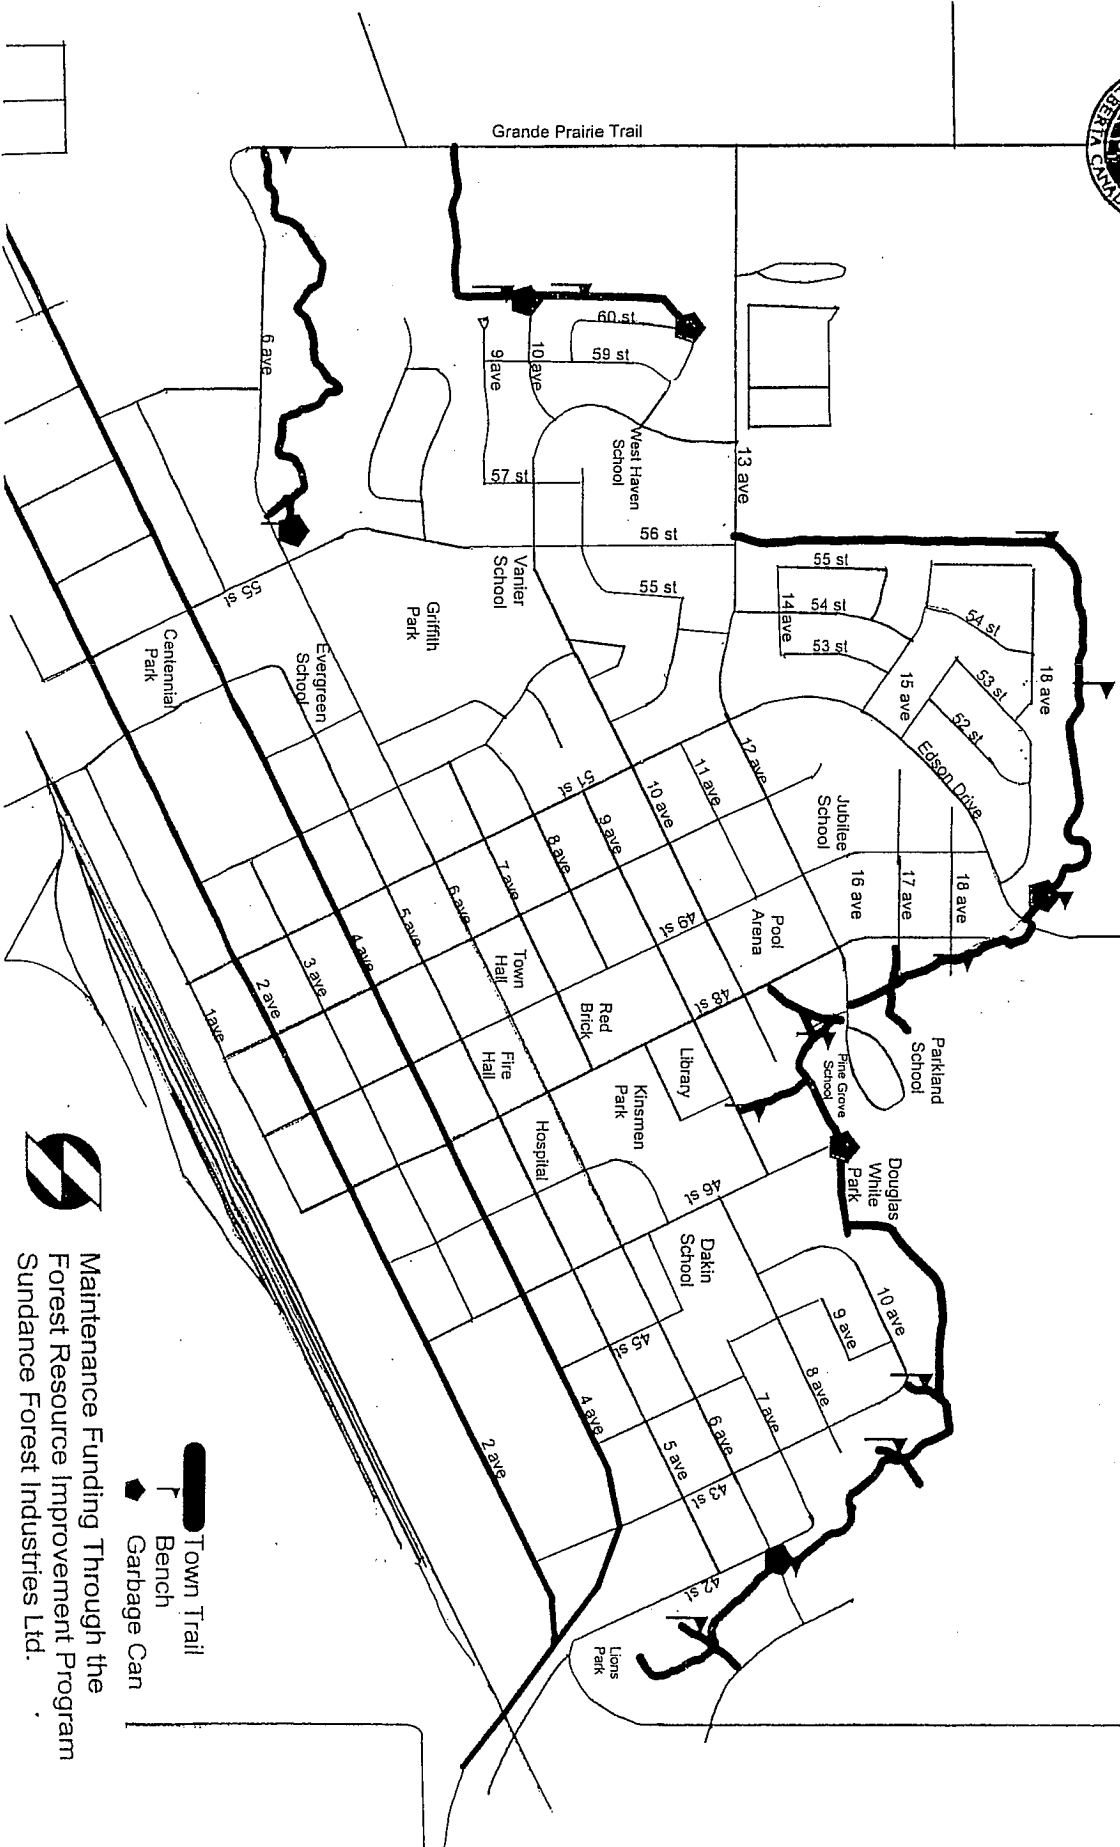 BERTA CANAD
Grande Prairie Trail
6 ave
60 st
59 st
10 ave
9 ave
West Haven
School
57 st
13 ave
56 st
Vanier
School
55 st
55 st
54 st
14 ave
53 st
54 st
18 ave
53 st
52 st
15 ave
Edson Drive
55 st
Griffith
Park
Centennial
Park
Evergreen
School
51 st
12 ave
11 ave
10 ave
9 ave
8 ave
7 ave
6 ave
5 ave
4 ave
3 ave
2 ave
1ave
Jubilee
School
16 ave
17 ave
18 ave
49 st
Pool
Arena
48 st
Town
Hall
Red
Brick
Fire
Hall
Library
Kinsmen
Park
Hospital
Parkland
School
Pine Grove
School
Douglas
White
Park
46 st
Dakin
School
45 st
10 ave
9 ave
8 ave
7 ave
6 ave
5 ave
4 ave
2 ave
43 st
42 st
Lions
Park
Town Trail
Bench
Garbage Can
Maintenance Funding Through the
Forest Resource Improvement Program
Sundance Forest Industries Ltd.